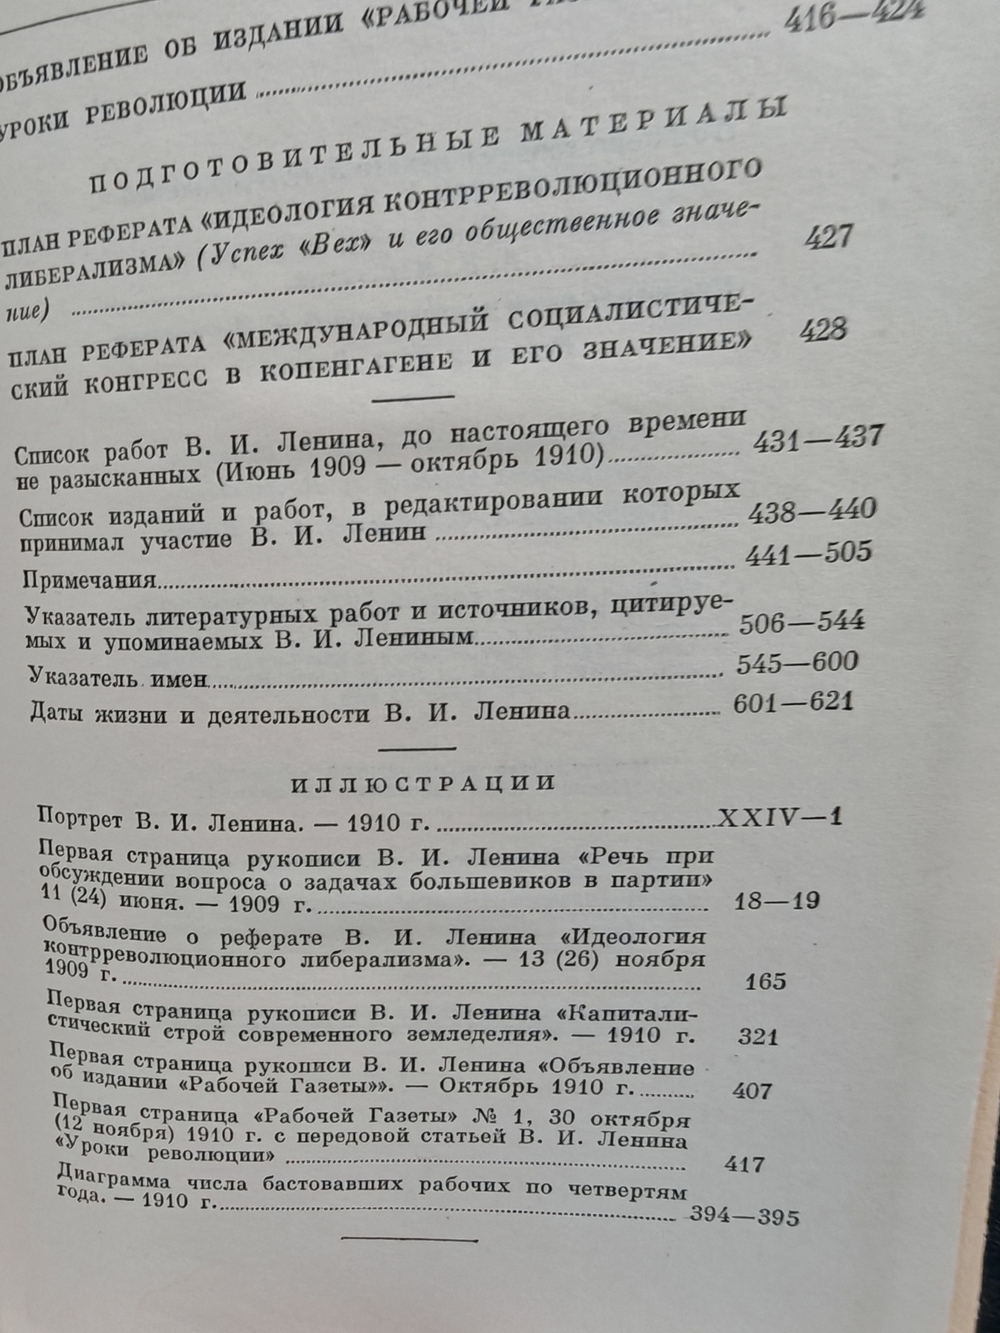 ОБЪЯВЛЕНИЕ ОБ ИЗДАНИИ «РАБОЧЕЙ
УРОКИ РЕВОЛЮЦИИ 416—424
ПОДГОТОВИТЕЛЬНЫЕ МАТЕРИАЛЫ
ПЛАН РЕФЕРАТА «ИДЕОЛОГИЯ КОНТРРЕВОЛЮЦИОННОГО
ЛИБЕРАЛИЗМА» (Успех «Вех» и его общественное значе-
ние) 427
ПЛАН РЕФЕРАТА «МЕЖДУНАРОДНЫЙ СОЦИАЛИСТИЧЕ-
СКИЙ КОНГРЕСС В КОПЕНГАГЕНЕ И ЕГО ЗНАЧЕНИЕ» 428
Список работ В. И. Ленина, до настоящего времени
не разысканных (Июнь 1909 — октябрь 1910) 431—437
Список изданий и работ, в редактировании которых
принимал участие В. И. Ленин 438—440
Примечания 441—505
Указатель литературных работ и источников, цитируе-
мых и упоминаемых В. И. Лениным 506—544
Указатель имен 545—600
Даты жизни и деятельности В. И. Ленина 601—621
ИЛЛЮСТРАЦИИ
Портрет В. И. Ленина. — 1910 г. XXIV—1
Первая страница рукописи В. И. Ленина «Речь при
обсуждении вопроса о задачах большевиков в партии»
11 (24) июня. — 1909 г. 18—19
Объявление о реферате В. И. Ленина «Идеология
контрреволюционного либерализма». — 13 (26) ноября
1909 г. 165
Первая страница рукописи В. И. Ленина «Капитали-
стический строй современного земледелия». — 1910 г. 321
Первая страница рукописи В. И. Ленина «Объявление
об издании «Рабочей Газеты»». — Октябрь 1910 г. 407
Первая страница «Рабочей Газеты» № 1, 30 октября
(12 ноября) 1910 г. с передовой статьей В. И. Ленина
«Уроки революции» 417
Диаграмма числа бастовавших рабочих по четвертям
года. — 1910 г. 394—395